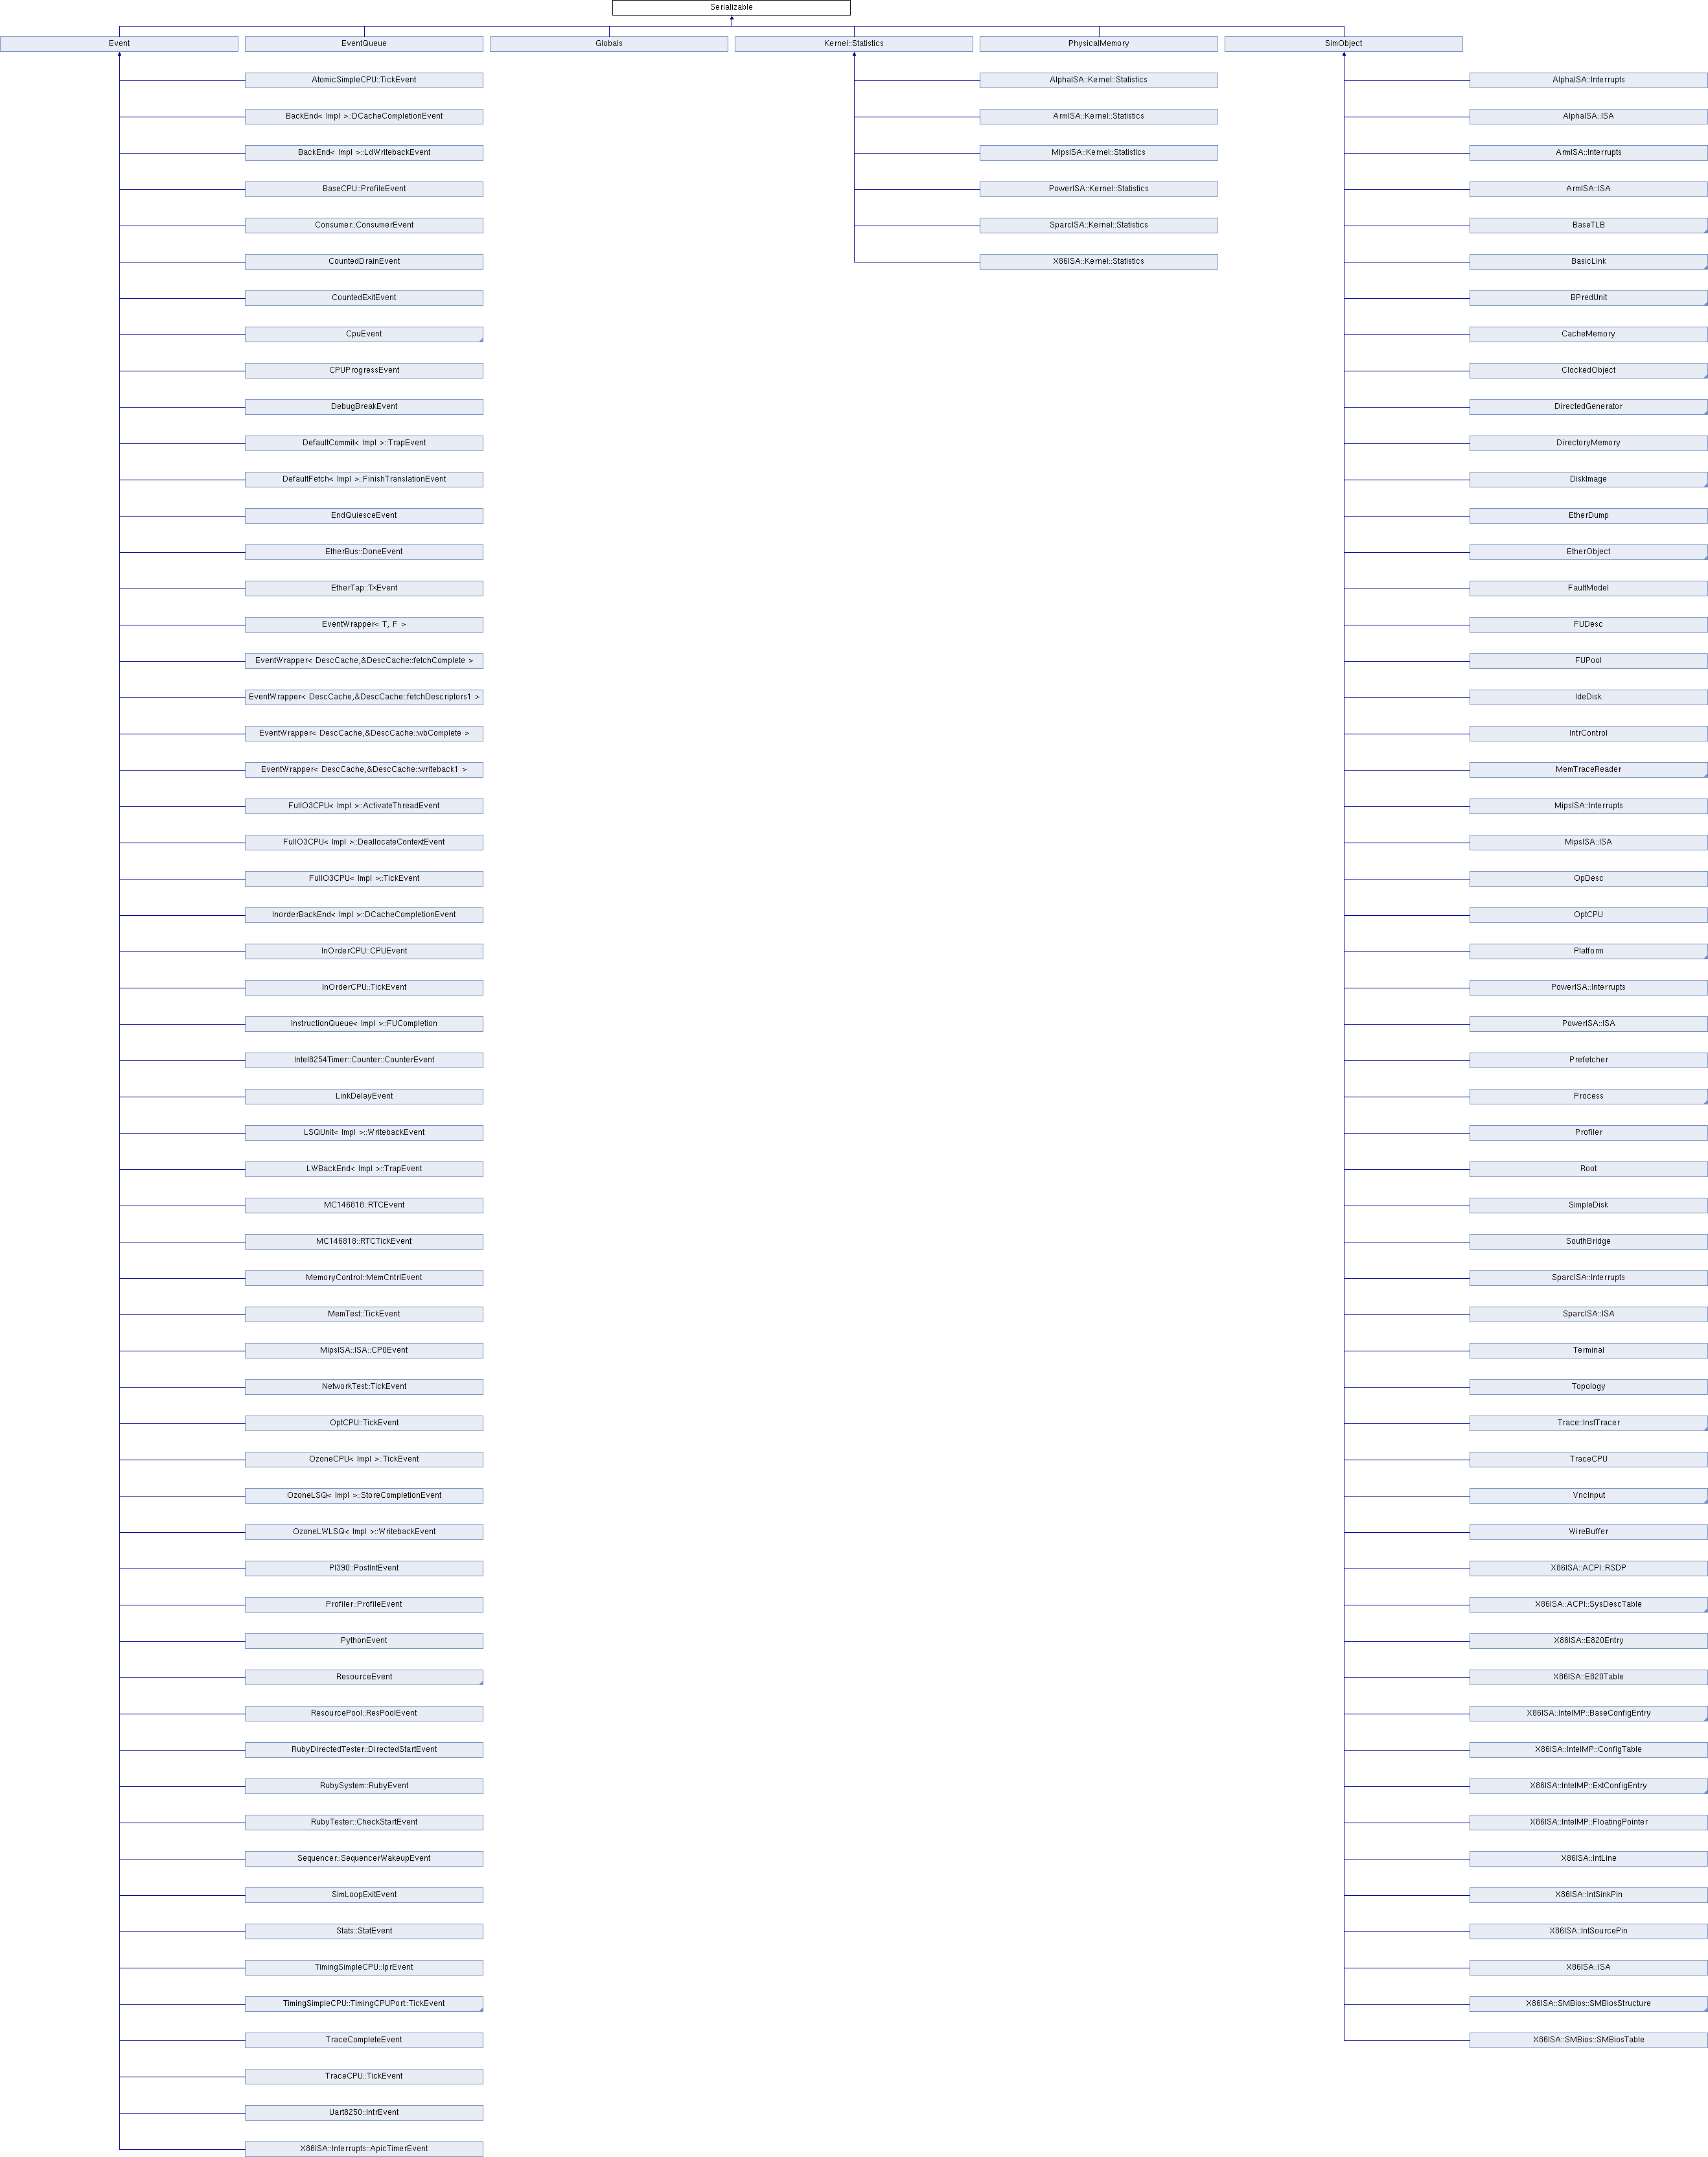 Serializable
Event
EventQueue
Globals
Kernel::Statistics
PhysicalMemory
SimObject
AtomicSimpleCPU::TickEvent
BackEnd< Impl >::DCacheCompletionEvent
BackEnd< Impl >::LdWritebackEvent
BaseCPU::ProfileEvent
Consumer::ConsumerEvent
CountedDrainEvent
CountedExitEvent
CpuEvent
CPUProgressEvent
DebugBreakEvent
DefaultCommit< Impl >::TrapEvent
DefaultFetch< Impl >::FinishTranslationEvent
EndQuiesceEvent
EtherBus::DoneEvent
EtherTap::TxEvent
EventWrapper< T, F >
EventWrapper< DescCache,&DescCache::fetchComplete >
EventWrapper< DescCache,&DescCache::fetchDescriptors1 >
EventWrapper< DescCache,&DescCache::wbComplete >
EventWrapper< DescCache,&DescCache::writeback1 >
FullO3CPU< Impl >::ActivateThreadEvent
FullO3CPU< Impl >::DeallocateContextEvent
FullO3CPU< Impl >::TickEvent
InorderBackEnd< Impl >::DCacheCompletionEvent
InOrderCPU::CPUEvent
InOrderCPU::TickEvent
InstructionQueue< Impl >::FUCompletion
Intel8254Timer::Counter::CounterEvent
LinkDelayEvent
LSQUnit< Impl >::WritebackEvent
LWBackEnd< Impl >::TrapEvent
MC146818::RTCEvent
MC146818::RTCTickEvent
MemoryControl::MemCntrlEvent
MemTest::TickEvent
MipsISA::ISA::CP0Event
NetworkTest::TickEvent
OptCPU::TickEvent
OzoneCPU< Impl >::TickEvent
OzoneLSQ< Impl >::StoreCompletionEvent
OzoneLWLSQ< Impl >::WritebackEvent
Pl390::PostIntEvent
Profiler::ProfileEvent
PythonEvent
ResourceEvent
ResourcePool::ResPoolEvent
RubyDirectedTester::DirectedStartEvent
RubySystem::RubyEvent
RubyTester::CheckStartEvent
Sequencer::SequencerWakeupEvent
SimLoopExitEvent
Stats::StatEvent
TimingSimpleCPU::IprEvent
TimingSimpleCPU::TimingCPUPort::TickEvent
TraceCompleteEvent
TraceCPU::TickEvent
Uart8250::IntrEvent
X86ISA::Interrupts::ApicTimerEvent
AlphaISA::Kernel::Statistics
ArmISA::Kernel::Statistics
MipsISA::Kernel::Statistics
PowerISA::Kernel::Statistics
SparcISA::Kernel::Statistics
X86ISA::Kernel::Statistics
AlphaISA::Interrupts
AlphaISA::ISA
ArmISA::Interrupts
ArmISA::ISA
BaseTLB
BasicLink
BPredUnit
CacheMemory
ClockedObject
DirectedGenerator
DirectoryMemory
DiskImage
EtherDump
EtherObject
FaultModel
FUDesc
FUPool
IdeDisk
IntrControl
MemTraceReader
MipsISA::Interrupts
MipsISA::ISA
OpDesc
OptCPU
Platform
PowerISA::Interrupts
PowerISA::ISA
Prefetcher
Process
Profiler
Root
SimpleDisk
SouthBridge
SparcISA::Interrupts
SparcISA::ISA
Terminal
Topology
Trace::InstTracer
TraceCPU
VncInput
WireBuffer
X86ISA::ACPI::RSDP
X86ISA::ACPI::SysDescTable
X86ISA::E820Entry
X86ISA::E820Table
X86ISA::IntelMP::BaseConfigEntry
X86ISA::IntelMP::ConfigTable
X86ISA::IntelMP::ExtConfigEntry
X86ISA::IntelMP::FloatingPointer
X86ISA::IntLine
X86ISA::IntSinkPin
X86ISA::IntSourcePin
X86ISA::ISA
X86ISA::SMBios::SMBiosStructure
X86ISA::SMBios::SMBiosTable